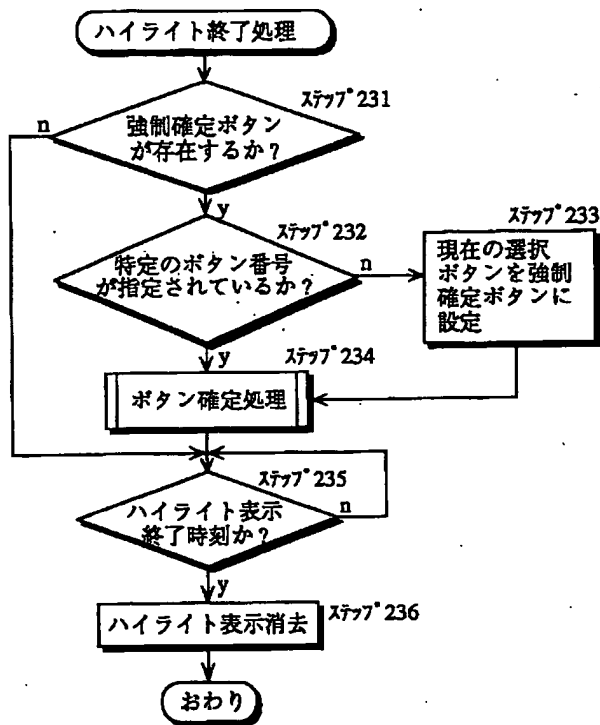 ハイライト終了処理
ステップ231
強制確定ボタン
が存在するか？
n
y
ステップ232
特定のボタン番号
が指定されているか？
n
y
ステップ233
現在の選択
ボタンを強制
確定ボタンに
設定
ステップ234
ボタン確定処理
ステップ235
ハイライト表示
終了時刻か？
n
y
ステップ236
ハイライト表示消去
おわり